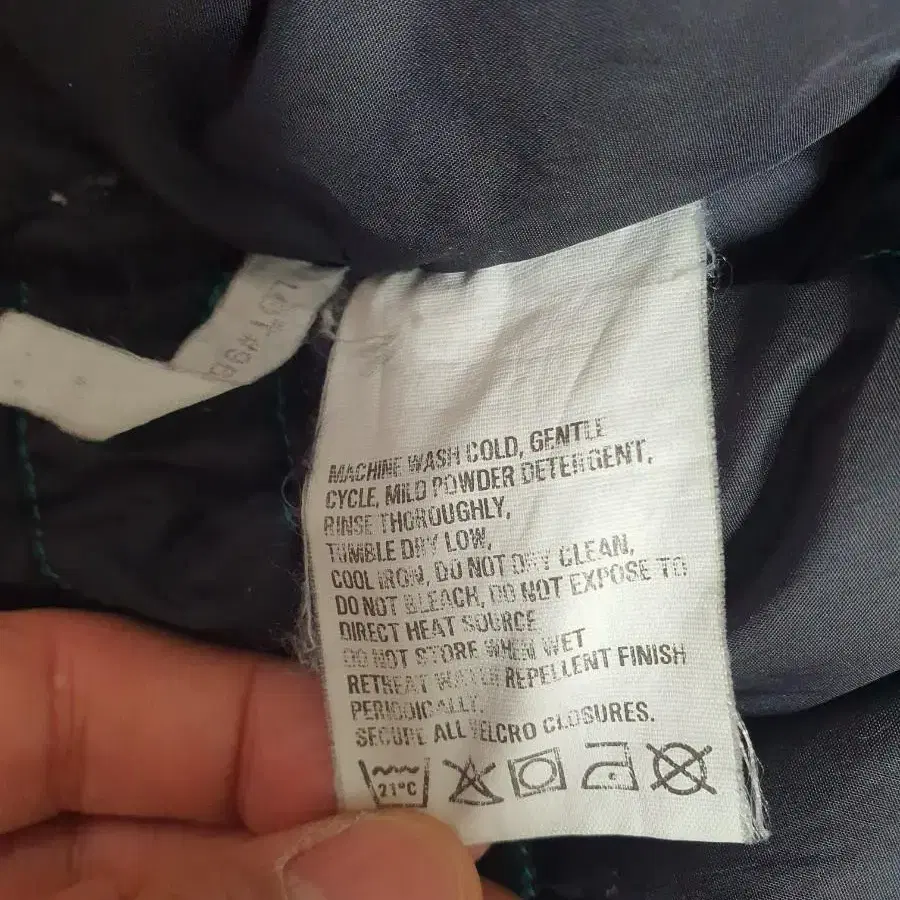 LOT#98
MACHINE WASH COLD, GENTLE
CYCLE, MILD POWDER DETERGENT,
RINSE THOROUGHLY,
TUMBLE DRY LOW,
COOL IRON, DO NOT DRY CLEAN,
DO NOT BLEACH, DO NOT EXPOSE TO
DIRECT HEAT SOURCE
DO NOT STORE WHEN WET
RETREAT WATER REPELLENT FINISH
PERIODICALLY.
SECURE ALL VELCRO CLOSURES.
21°C